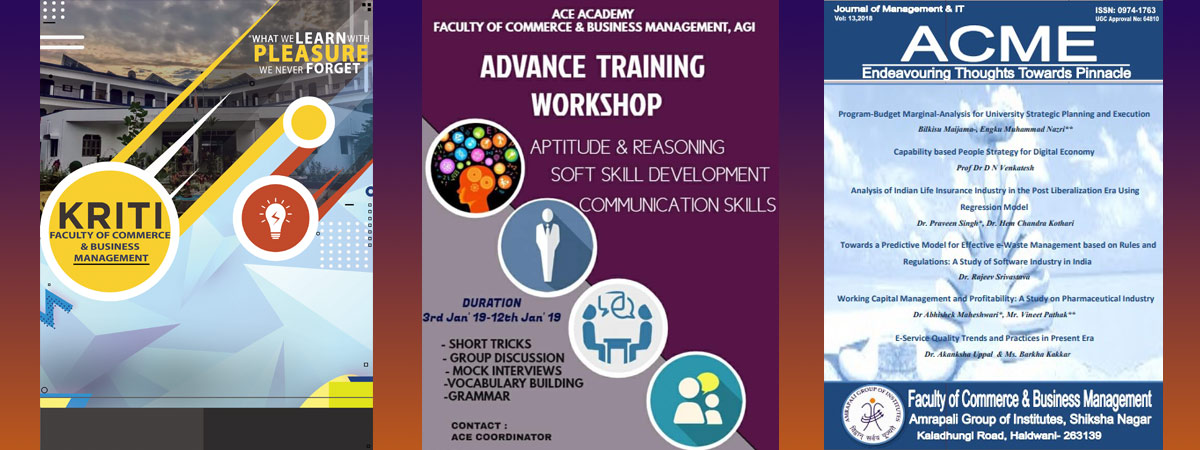 "WHAT WE LEARN WITH
PLEASURE
WE NEVER FORGET
KRITI
FACULTY OF COMMERCE
& BUSINESS
MANAGEMENT
ACE ACADEMY
FACULTY OF COMMERCE & BUSINESS MANAGEMENT, AGI
ADVANCE TRAINING
WORKSHOP
APTITUDE & REASONING
SOFT SKILL DEVELOPMENT
COMMUNICATION SKILLS
DURATION
3rd Jan' 19-12th Jan' 19
- SHORT TRICKS
- GROUP DISCUSSION
- MOCK INTERVIEWS
-VOCABULARY BUILDING
-GRAMMAR
CONTACT :
ACE COORDINATOR
Journal of Management & IT
Vol: 13,2018
ISSN: 0974-1763
UGC Approval No: 64810
ACME
Endeavouring Thoughts Towards Pinnacle
Program-Budget Marginal-Analysis for University Strategic Planning and Execution
Bilkisu Maijama-, Engku Muhammad Nazri**
Capability based People Strategy for Digital Economy
Prof Dr D N Venkatesh
Analysis of Indian Life Insurance Industry in the Post Liberalization Era Using
Regression Model
Dr. Praveen Singh*, Dr. Hem Chandra Kothari
Towards a Predictive Model for Effective e-Waste Management based on Rules and
Regulations: A Study of Software Industry in India
Dr. Rajeev Srivastava
Working Capital Management and Profitability: A Study on Pharmaceutical Industry
Dr Abhishek Maheshwari*, Mr. Vineet Pathak**
E-Service Quality Trends and Practices in Present Era
Dr. Akanksha Uppal & Ms. Barkha Kakkar
AMRAPALI GROUP OF INSTITUTES
Faculty of Commerce & Business Management
Amrapali Group of Institutes, Shiksha Nagar
Kaladhungi Road, Haldwani- 263139